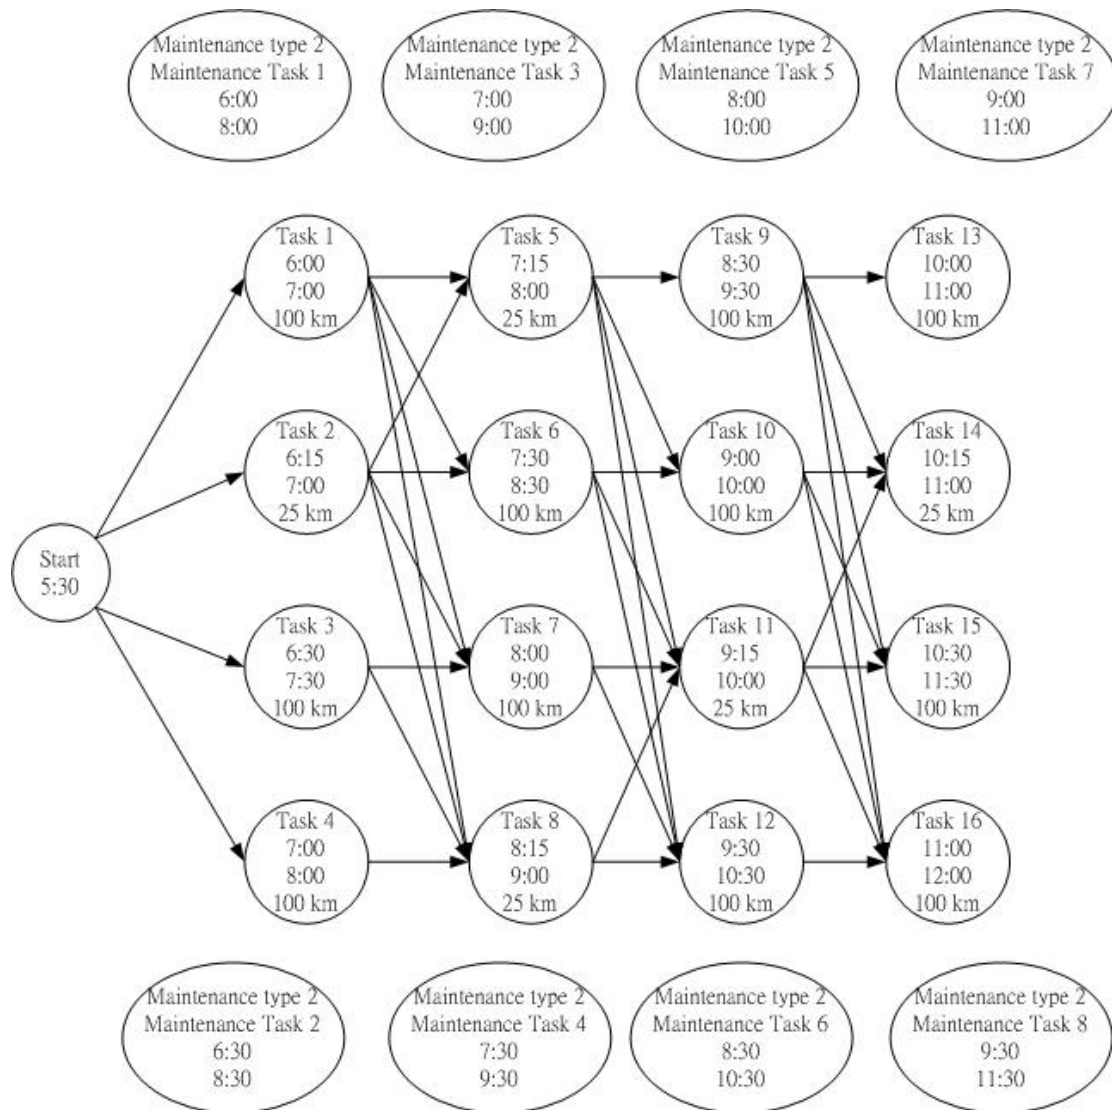 Maintenance type 2
Maintenance Task 1
6:00
8:00
Maintenance type 2
Maintenance Task 3
7:00
9:00
Maintenance type 2
Maintenance Task 5
8:00
10:00
Maintenance type 2
Maintenance Task 7
9:00
11:00
Task 1
6:00
7:00
100 km
Task 5
7:15
8:00
25 km
Task 9
8:30
9:30
100 km
Task 13
10:00
11:00
100 km
Task 2
6:15
7:00
25 km
Task 6
7:30
8:30
100 km
Task 10
9:00
10:00
100 km
Task 14
10:15
11:00
25 km
Start
5:30
Task 3
6:30
7:30
100 km
Task 7
8:00
9:00
100 km
Task 11
9:15
10:00
25 km
Task 15
10:30
11:30
100 km
Task 4
7:00
8:00
100 km
Task 8
8:15
9:00
25 km
Task 12
9:30
10:30
100 km
Task 16
11:00
12:00
100 km
Maintenance type 2
Maintenance Task 2
6:30
8:30
Maintenance type 2
Maintenance Task 4
7:30
9:30
Maintenance type 2
Maintenance Task 6
8:30
10:30
Maintenance type 2
Maintenance Task 8
9:30
11:30